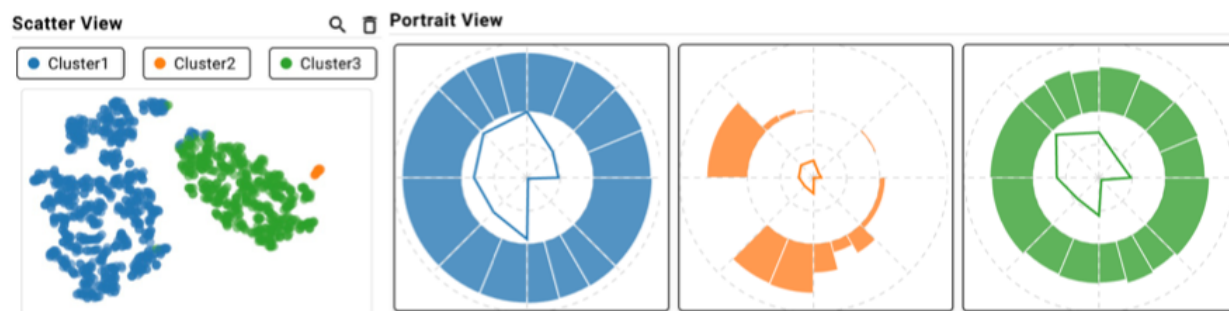 Scatter View
Cluster1 Cluster2 Cluster3
Portrait View